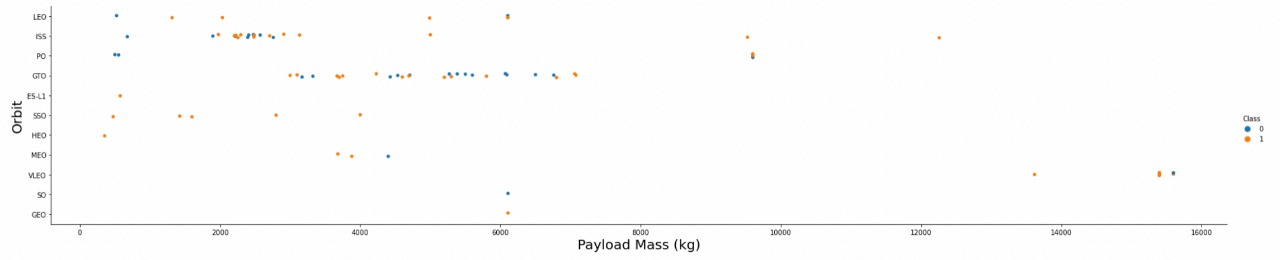 LEO
ISS
PO
GTO
ES-L1
SSO
HEO
MEO
VLEO
SO
GEO
Orbit
0 2000 4000 6000 8000 10000 12000 14000 16000
Payload Mass (kg)
Class
0
1